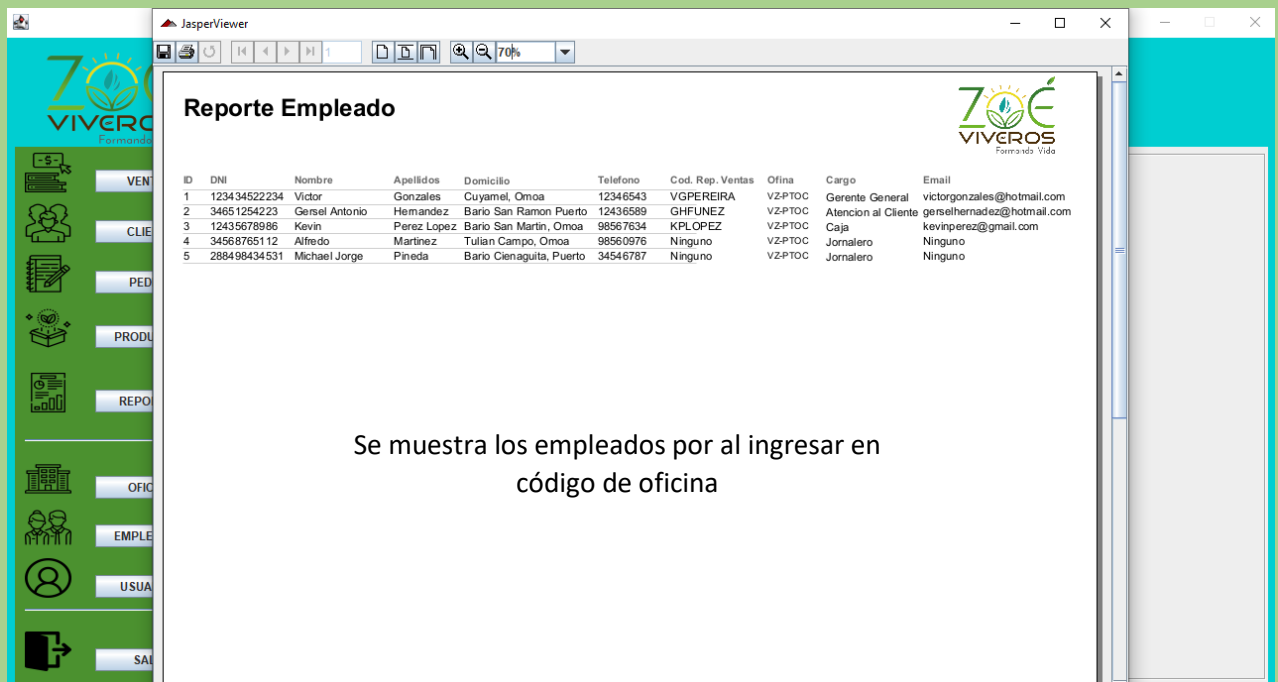 JasperViewer
1
70%
ZOÉ
VIVEROS
Formando Vida
Reporte Empleado
ID DNI Nombre Apellidos Domicilio Telefono Cod. Rep. Ventas Ofina Cargo Email
1 123434522234 Victor Gonzales Cuyamel, Omoa 12346543 VGPEREIRA VZ-PTOC Gerente General victorgonzales@hotmail.com
2 34651254223 Gersel Antonio Hernandez Bario San Ramon Puerto 12436589 GHFUNEZ VZ-PTOC Atencion al Cliente gerselhernadez@hotmail.com
3 12435678986 Kevin Perez Lopez Bario San Martin, Omoa 98567634 KPLOPEZ VZ-PTOC Caja kevinperez@gmail.com
4 34568765112 Alfredo Martinez Tulian Campo, Omoa 98560976 Ninguno VZ-PTOC Jornalero Ninguno
5 288498434531 Michael Jorge Pineda Bario Cienaguita, Puerto 34546787 Ninguno VZ-PTOC Jornalero Ninguno
Se muestra los empleados por al ingresar en
código de oficina
ZO
VIVERO
Formando
-$-
VEN
CLIE
PED
PRODU
REPO
OFIC
EMPLE
USUA
SAL